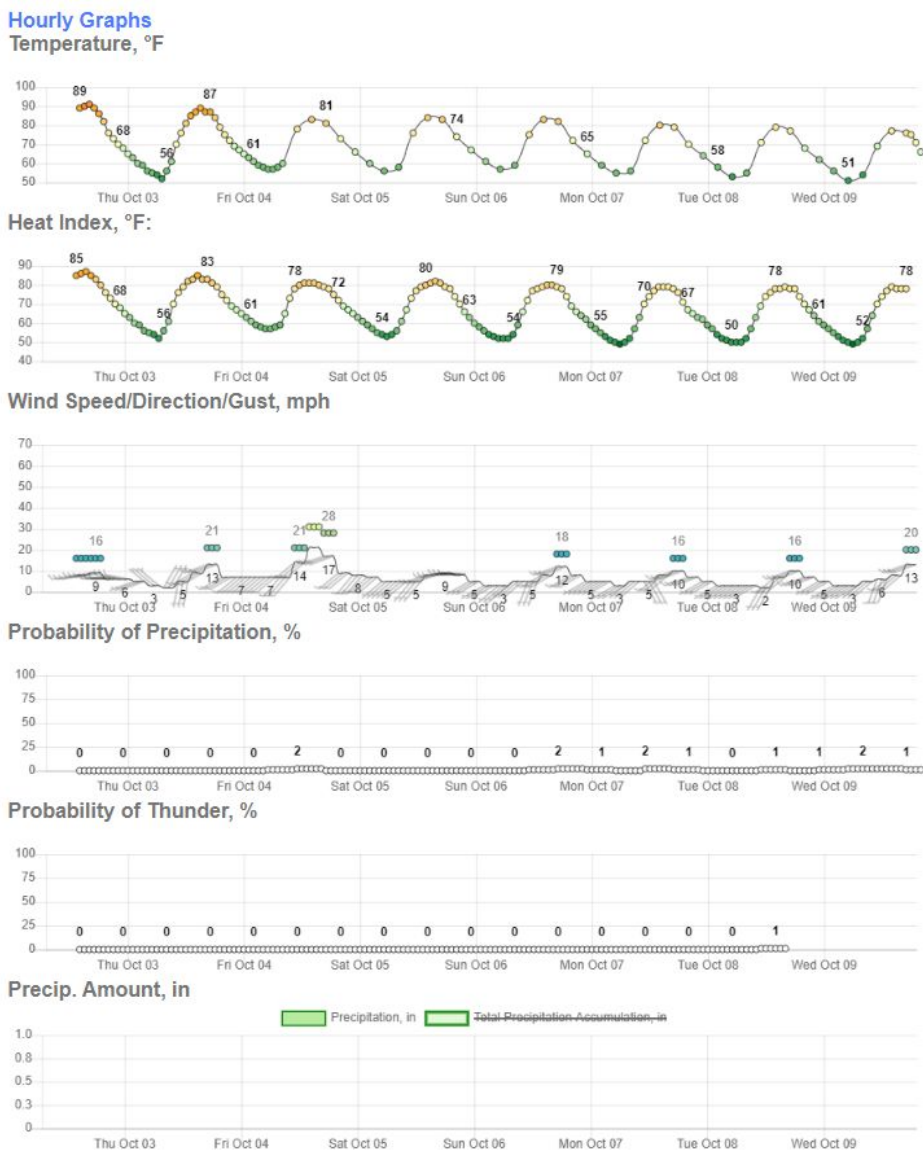 Hourly Graphs
Temperature, °F
100
89 87
90
81
80 74
68 65
70 61 58
60 56 51
50
Thu Oct 03 Fri Oct 04 Sat Oct 05 Sun Oct 06 Mon Oct 07 Tue Oct 08 Wed Oct 09
Heat Index, °F:
90
85 83 78 80 79 78 78
80
72 70
70 68 63 67
60 61 61
56 54 54 55 50 52
50
40
Thu Oct 03 Fri Oct 04 Sat Oct 05 Sun Oct 06 Mon Oct 07 Tue Oct 08 Wed Oct 09
Wind Speed/Direction/Gust, mph
70
60
50
40
30 28
20 16 21 21 18 16 16 20
10 13 14 17 12 10 10 13
0 9 6 3 5 7 7 8 5 5 9 5 3 5 5 3 5 5 3 2 5 3 6
Thu Oct 03 Fri Oct 04 Sat Oct 05 Sun Oct 06 Mon Oct 07 Tue Oct 08 Wed Oct 09
Probability of Precipitation, %
100
75
50
25
0 0 0 0 0 2 0 0 0 0 0 2 1 2 1 0 1 1 2 1
0
Thu Oct 03 Fri Oct 04 Sat Oct 05 Sun Oct 06 Mon Oct 07 Tue Oct 08 Wed Oct 09
Probability of Thunder, %
100
75
50
25
0 0 0 0 0 0 0 0 0 0 0 0 0 0 0 0 1
0
Thu Oct 03 Fri Oct 04 Sat Oct 05 Sun Oct 06 Mon Oct 07 Tue Oct 08 Wed Oct 09
Precip. Amount, in
Precipitation, in Total Precipitation Accumulation, in
1.0
0.8
0.5
0.3
0
Thu Oct 03 Fri Oct 04 Sat Oct 05 Sun Oct 06 Mon Oct 07 Tue Oct 08 Wed Oct 09